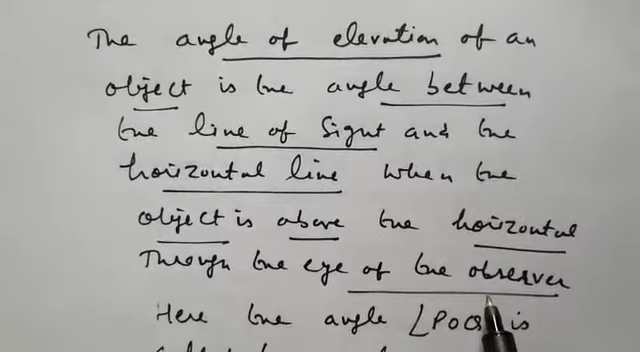 The angle of elevation of an
object is the angle between
the line of sight and the
horizontal line when the
object is above the horizontal
Through the eye of the observer
Here the angle ∠POQ is